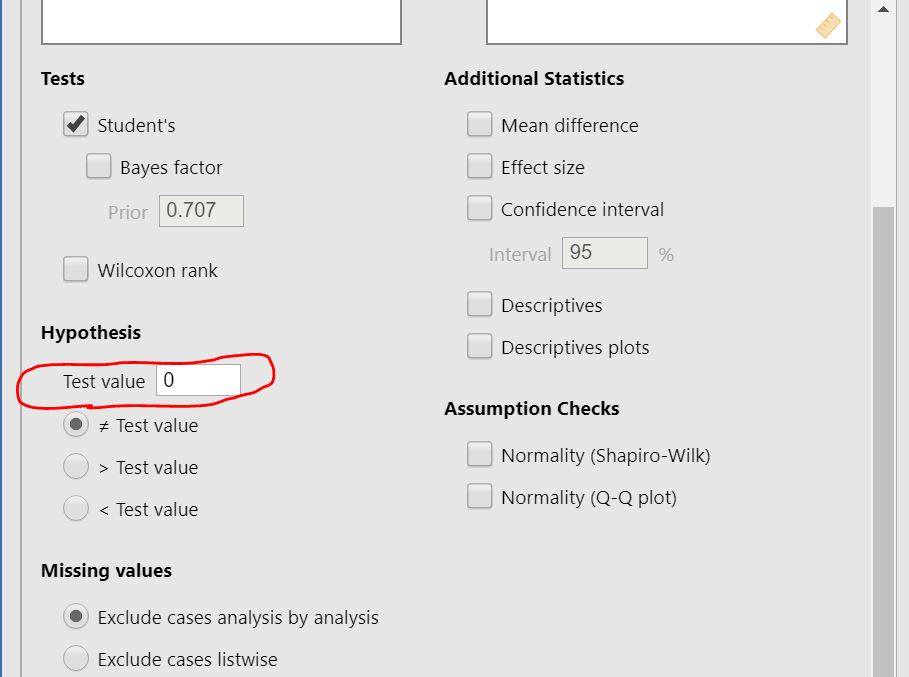 Tests
Student's
Bayes factor
Prior 0.707
Wilcoxon rank
Hypothesis
Test value 0
≠ Test value
> Test value
< Test value
Missing values
Exclude cases analysis by analysis
Exclude cases listwise
Additional Statistics
Mean difference
Effect size
Confidence interval
Interval 95 %
Descriptives
Descriptives plots
Assumption Checks
Normality (Shapiro-Wilk)
Normality (Q-Q plot)